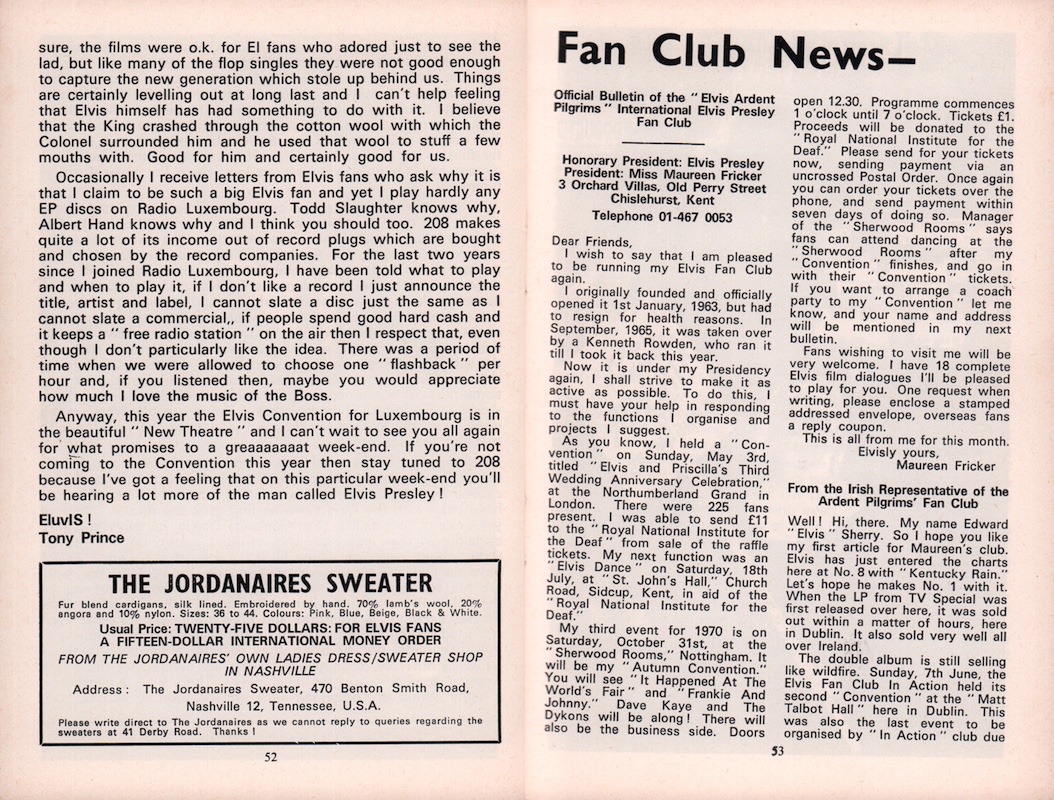 sure, the films were o.k. for El fans who adored just to see the
lad, but like many of the flop singles they were not good enough
to capture the new generation which stole up behind us. Things
are certainly levelling out at long last and I can't help feeling
that Elvis himself has had something to do with it. I believe
that the King crashed through the cotton wool with which the
Colonel surrounded him and he used that wool to stuff a few
mouths with. Good for him and certainly good for us.
Occasionally I receive letters from Elvis fans who ask why it is
that I claim to be such a big Elvis fan and yet I play hardly any
EP discs on Radio Luxembourg. Todd Slaughter knows why,
Albert Hand knows why and I think you should too. 208 makes
quite a lot of its income out of record plugs which are bought
and chosen by the record companies. For the last two years
since I joined Radio Luxembourg, I have been told what to play
and when to play it, if I don't like a record I just announce the
title, artist and label, I cannot slate a disc just the same as I
cannot slate a commercial,, if people spend good hard cash and
it keeps a " free radio station " on the air then I respect that, even
though I don't particularly like the idea. There was a period of
time when we were allowed to choose one " flashback " per
hour and, if you listened then, maybe you would appreciate
how much I love the music of the Boss.
Anyway, this year the Elvis Convention for Luxembourg is in
the beautiful " New Theatre " and I can't wait to see you all again
for what promises to a greaaaaaaat week-end. If you're not
coming to the Convention this year then stay tuned to 208
because I've got a feeling that on this particular week-end you'll
be hearing a lot more of the man called Elvis Presley !
EluvIS !
Tony Prince
THE JORDANAIRES SWEATER
Fur blend cardigans, silk lined. Embroidered by hand. 70% lamb's wool, 20%
angora and 10% nylon. Sizes: 36 to 44. Colours: Pink, Blue, Beige, Black & White.
Usual Price: TWENTY-FIVE DOLLARS: FOR ELVIS FANS
A FIFTEEN-DOLLAR INTERNATIONAL MONEY ORDER
FROM THE JORDANAIRES' OWN LADIES DRESS/SWEATER SHOP
IN NASHVILLE
Address : The Jordanaires Sweater, 470 Benton Smith Road,
Nashville 12, Tennessee, U.S.A.
Please write direct to The Jordanaires as we cannot reply to queries regarding the
sweaters at 41 Derby Road. Thanks !
52
Fan Club News—
Official Bulletin of the " Elvis Ardent
Pilgrims " International Elvis Presley
Fan Club
Honorary President: Elvis Presley
President: Miss Maureen Fricker
3 Orchard Villas, Old Perry Street
Chislehurst, Kent
Telephone 01-467 0053
Dear Friends,
I wish to say that I am pleased
to be running my Elvis Fan Club
again.
I originally founded and officially
opened it 1st January, 1963, but had
to resign for health reasons. In
September, 1965, it was taken over
by a Kenneth Rowden, who ran it
till I took it back this year.
Now it is under my Presidency
again, I shall strive to make it as
active as possible. To do this, I
must have your help in responding
to the functions I organise and
projects I suggest.
As you know, I held a "Con-
vention" on Sunday, May 3rd,
titled "Elvis and Priscilla's Third
Wedding Anniversary Celebration,"
at the Northumberland Grand in
London. There were 225 fans
present. I was able to send £11
to the "Royal National Institute for
the Deaf" from sale of the raffle
tickets. My next function was an
"Elvis Dance" on Saturday, 18th
July, at "St. John's Hall," Church
Road, Sidcup, Kent, in aid of the
"Royal National Institute for the
Deaf."
My third event for 1970 is on
Saturday, October 31st, at the
"Sherwood Rooms," Nottingham. It
will be my "Autumn Convention."
You will see "It Happened At The
World's Fair" and "Frankie And
Johnny." Dave Kaye and The
Dykons will be along! There will
also be the business side. Doors
open 12.30. Programme commences
1 o'clock until 7 o'clock. Tickets £1.
Proceeds will be donated to the
"Royal National Institute for the
Deaf." Please send for your tickets
now, sending payment via an
uncrossed Postal Order. Once again
you can order your tickets over the
phone, and send payment within
seven days of doing so. Manager
of the "Sherwood Rooms" says
fans can attend dancing at the
"Sherwood Rooms" after my
"Convention" finishes, and go in
with their "Convention" tickets.
If you want to arrange a coach
party to my "Convention" let me
know, and your name and address
will be mentioned in my next
bulletin.
Fans wishing to visit me will be
very welcome. I have 18 complete
Elvis film dialogues I'll be pleased
to play for you. One request when
writing, please enclose a stamped
addressed envelope, overseas fans
a reply coupon.
This is all from me for this month.
Elvisly yours,
Maureen Fricker
From the Irish Representative of the
Ardent Pilgrims' Fan Club
Well! Hi, there. My name Edward
"Elvis" Sherry. So I hope you like
my first article for Maureen's club.
Elvis has just entered the charts
here at No. 8 with "Kentucky Rain."
Let's hope he makes No. 1 with it.
When the LP from TV Special was
first released over here, it was sold
out within a matter of hours, here
in Dublin. It also sold very well all
over Ireland.
The double album is still selling
like wildfire. Sunday, 7th June, the
Elvis Fan Club In Action held its
second "Convention" at the "Matt
Talbot Hall" here in Dublin. This
was also the last event to be
organised by "In Action" club due
53